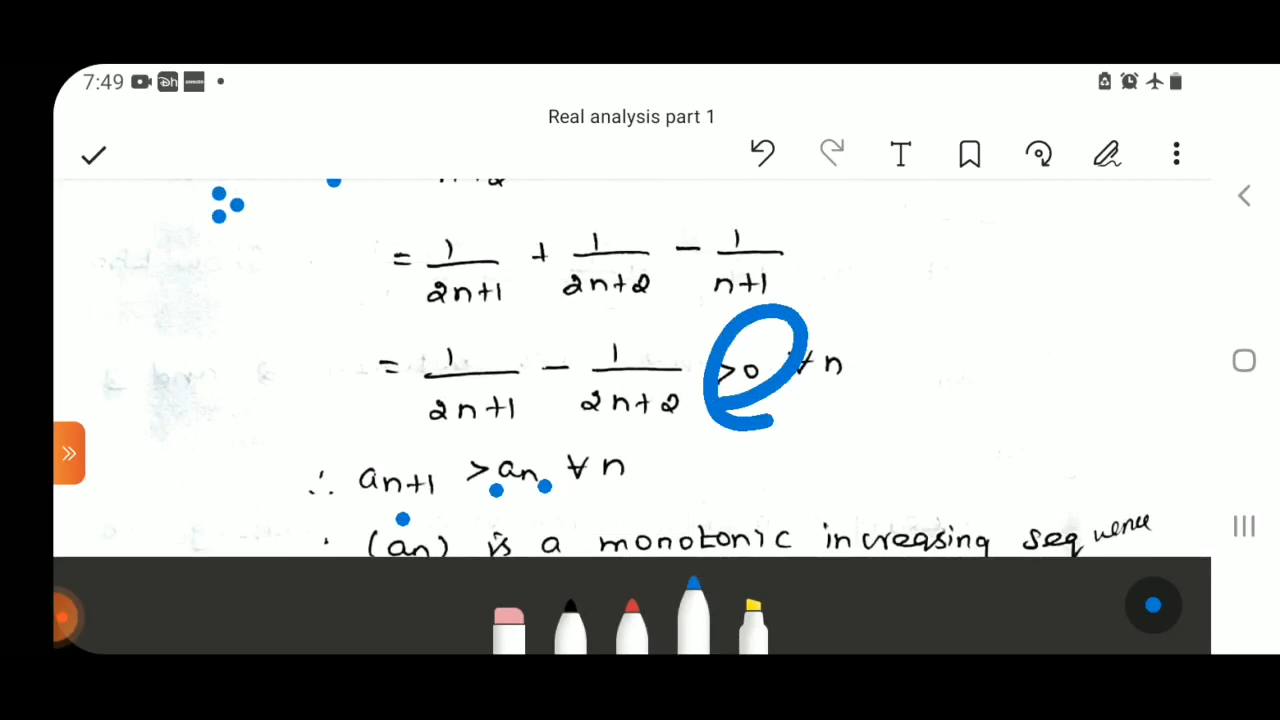 7:49
Real analysis part 1
= 1/(2n+1) + 1/(2n+2) − 1/(n+1)
= 1/(2n+1) − 1/(2n+2) >0 ∀ n
∴ an+1 > an ∀ n
(an) is a monotonic increasing sequence